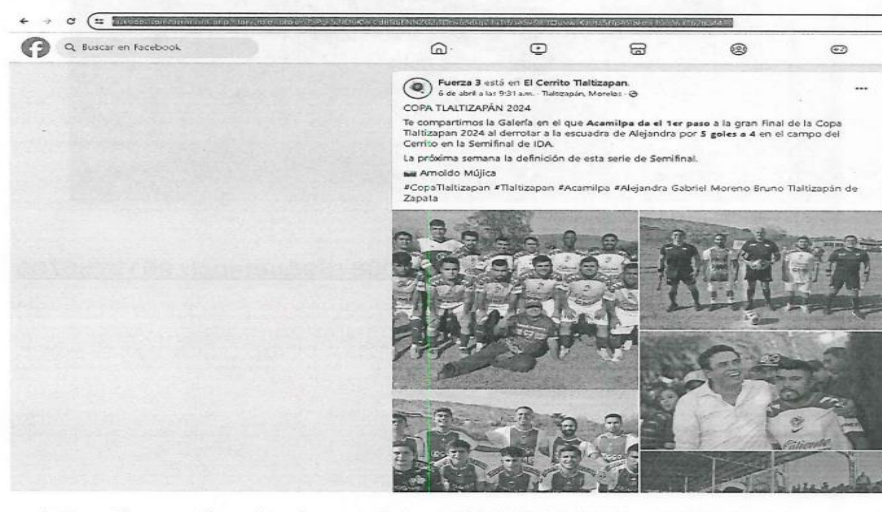 Buscar en Facebook
Fuerza 3 está en El Cerrito Tlaltizapan.
6 de abril a las 9:31 a.m. · Tlaltizapán, Morelos ·
COPA TLALTIZAPÁN 2024
Te compartimos la Galería en el que Acamilpa da el 1er paso a la gran Final de la Copa
Tlaltizapan 2024 al derrotar a la escuadra de Alejandra por 5 goles a 4 en el campo del
Cerrito en la Semifinal de IDA.
La próxima semana la definición de esta serie de Semifinal.
Arnoldo Mújica
#CopaTlaltizapan #Tlaltizapan #Acamilpa #Alejandra Gabriel Moreno Bruno Tlaltizapán de
Zapata
Caliente